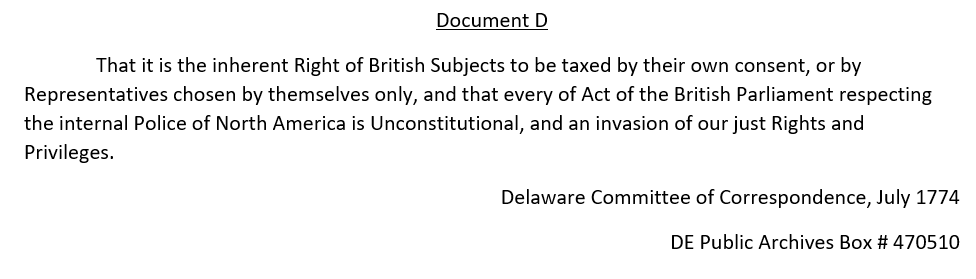 Document D
That it is the inherent Right of British Subjects to be taxed by their own consent, or by
Representatives chosen by themselves only, and that every of Act of the British Parliament respecting
the internal Police of North America is Unconstitutional, and an invasion of our just Rights and
Privileges.
Delaware Committee of Correspondence, July 1774
DE Public Archives Box # 470510